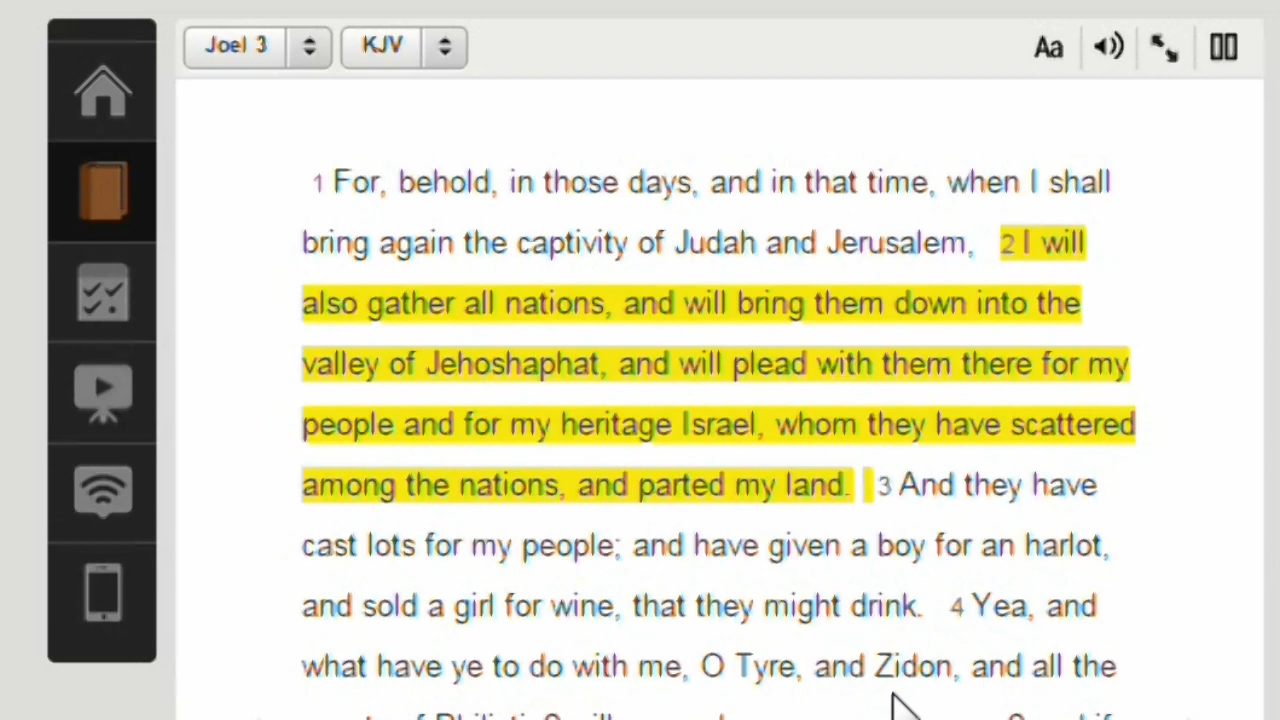 Joel 3 KJV Aa
1 For, behold, in those days, and in that time, when I shall
bring again the captivity of Judah and Jerusalem, 2 I will
also gather all nations, and will bring them down into the
valley of Jehoshaphat, and will plead with them there for my
people and for my heritage Israel, whom they have scattered
among the nations, and parted my land. 3 And they have
cast lots for my people; and have given a boy for an harlot,
and sold a girl for wine, that they might drink. 4 Yea, and
what have ye to do with me, O Tyre, and Zidon, and all the